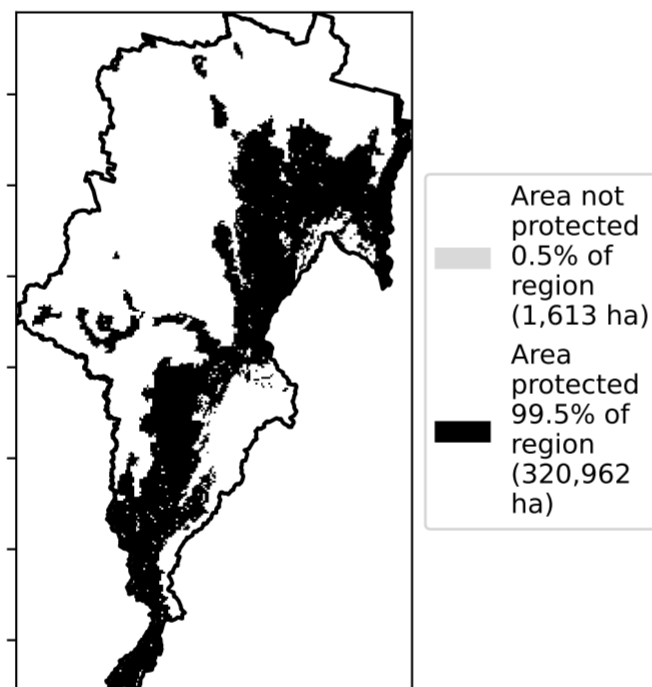 Area not
protected
0.5% of
region
(1,613 ha)
Area
protected
99.5% of
region
(320,962
ha)